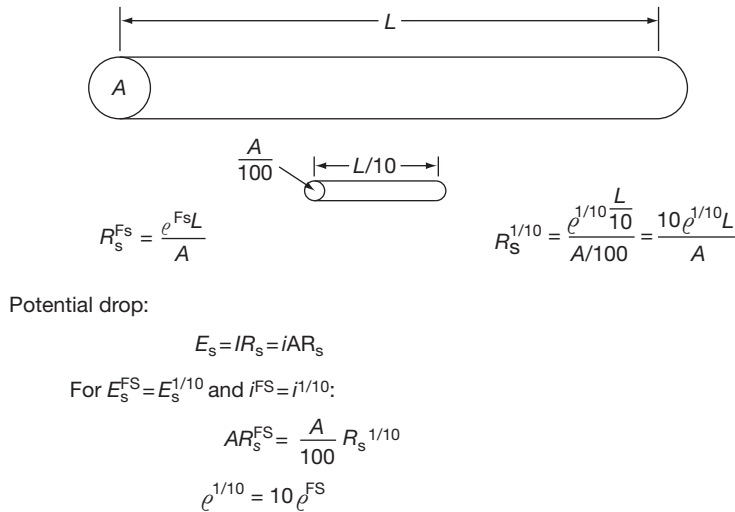 L
A
A/100
L/10
R_s^Fs = ρ^Fs L / A
R_s^1/10 = ρ^1/10 L/10 / A/100 = 10ρ^1/10 L / A
Potential drop:
E_s = IR_s = iAR_s
For E_s^FS = E_s^1/10 and i^FS = i^1/10:
AR_s^FS = A/100 R_s^1/10
ρ^1/10 = 10 ρ^FS